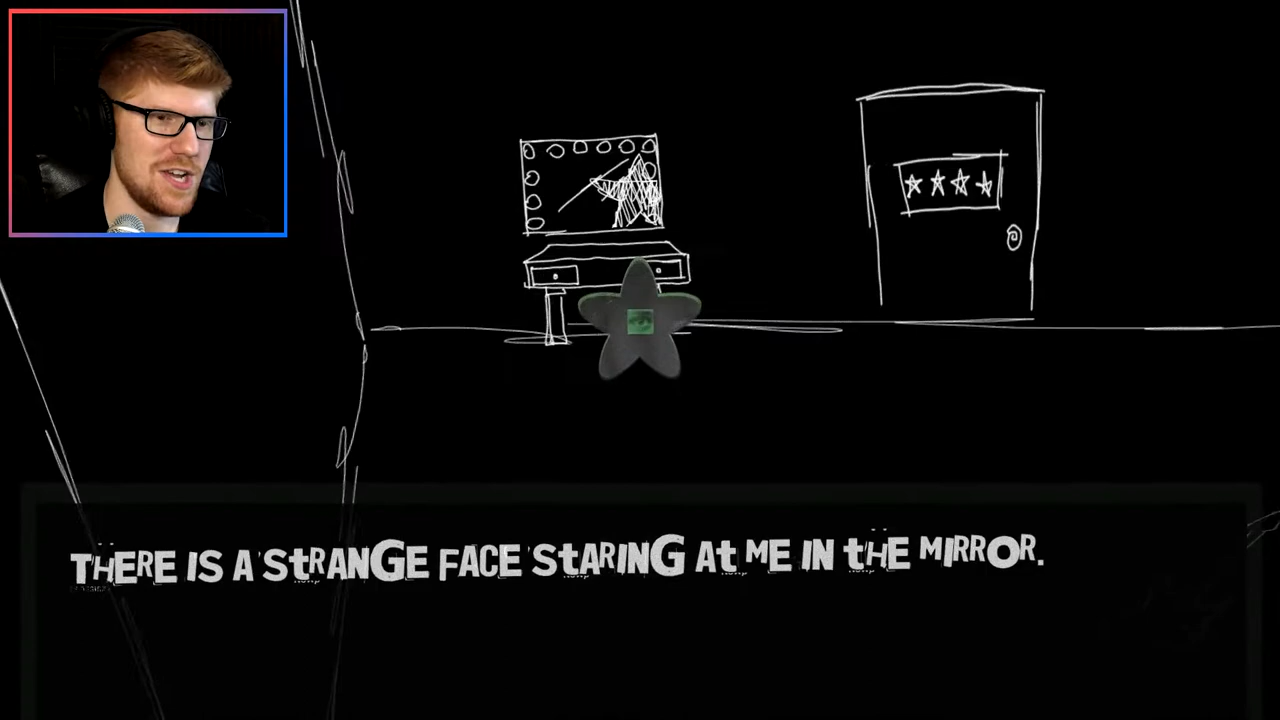 THERE IS A StRANGE FACE StARING At ME IN tHE MIRROR.